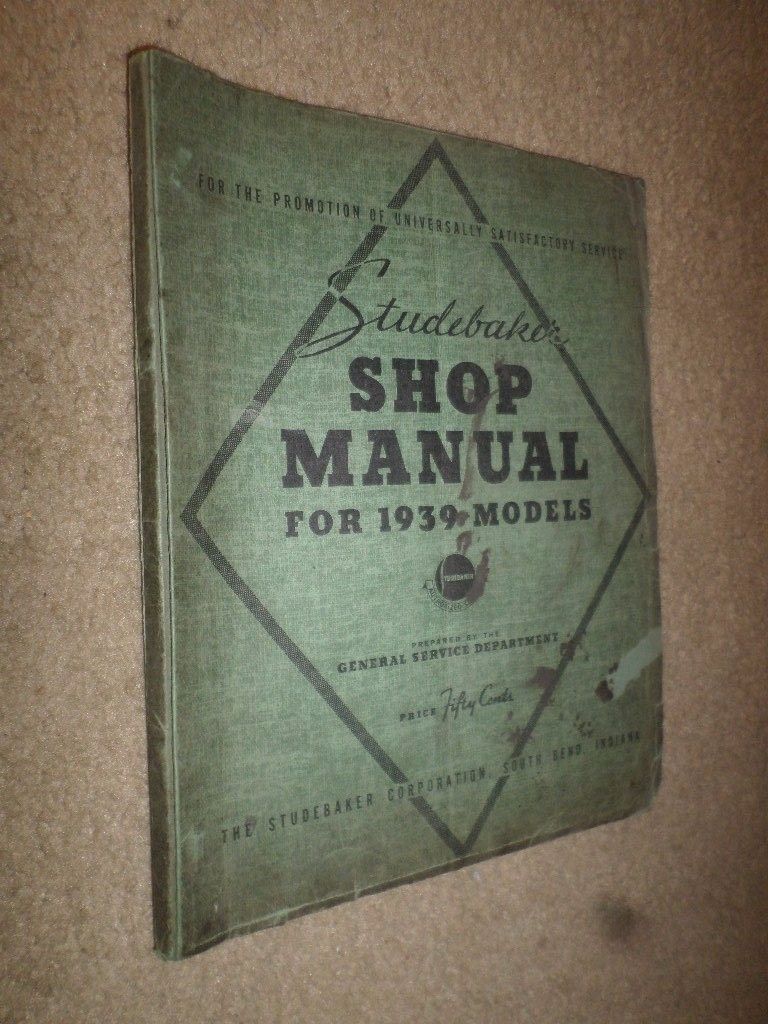 FOR THE PROMOTION OF UNIVERSALLY SATISFACTORY SERVICE
Studebaker
SHOP
MANUAL
FOR 1939 MODELS
STUDEBAKER
PREPARED BY THE
GENERAL SERVICE DEPARTMENT
PRICE Fifty Cents
THE STUDEBAKER CORPORATION, SOUTH BEND, INDIANA